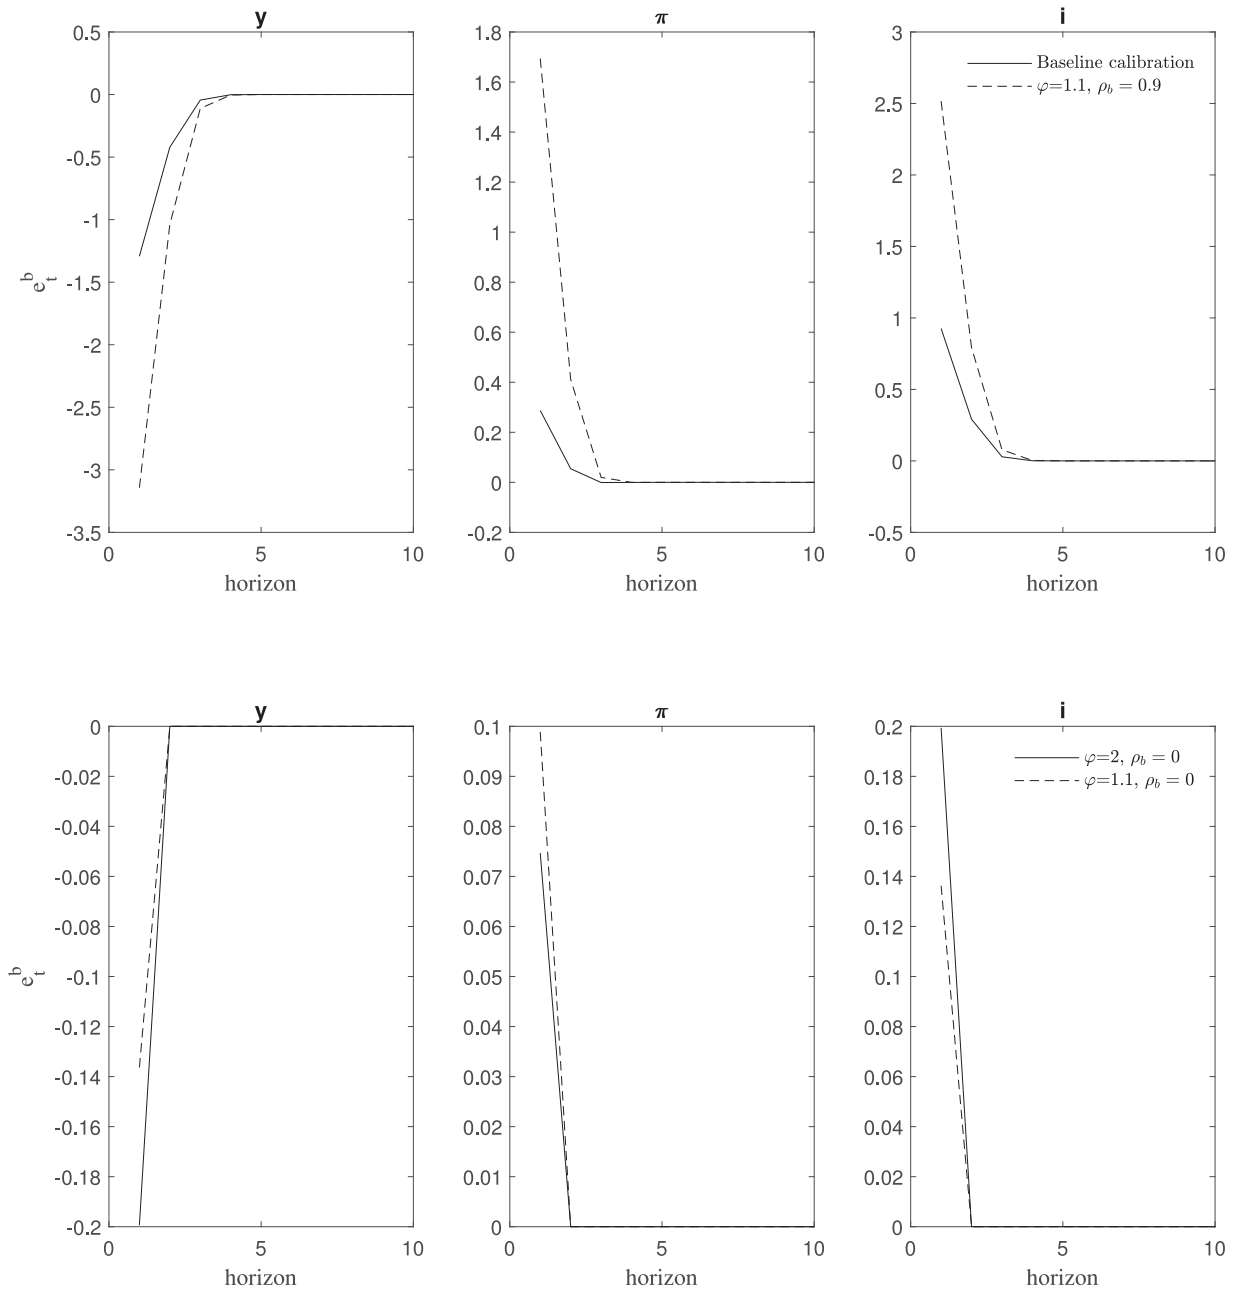 y
0.5
0
-0.5
-1
-1.5
-2
-2.5
-3
-3.5
0 5 10
horizon
e_t^b
π
1.8
1.6
1.4
1.2
1
0.8
0.6
0.4
0.2
0
-0.2
0 5 10
horizon
i
3
2.5
2
1.5
1
0.5
0
-0.5
0 5 10
horizon
Baseline calibration
φ=1.1, ρ_b = 0.9
y
0
-0.02
-0.04
-0.06
-0.08
-0.1
-0.12
-0.14
-0.16
-0.18
-0.2
0 5 10
horizon
e_t^b
π
0.1
0.09
0.08
0.07
0.06
0.05
0.04
0.03
0.02
0.01
0
0 5 10
horizon
i
0.2
0.18
0.16
0.14
0.12
0.1
0.08
0.06
0.04
0.02
0
0 5 10
horizon
φ=2, ρ_b = 0
φ=1.1, ρ_b = 0